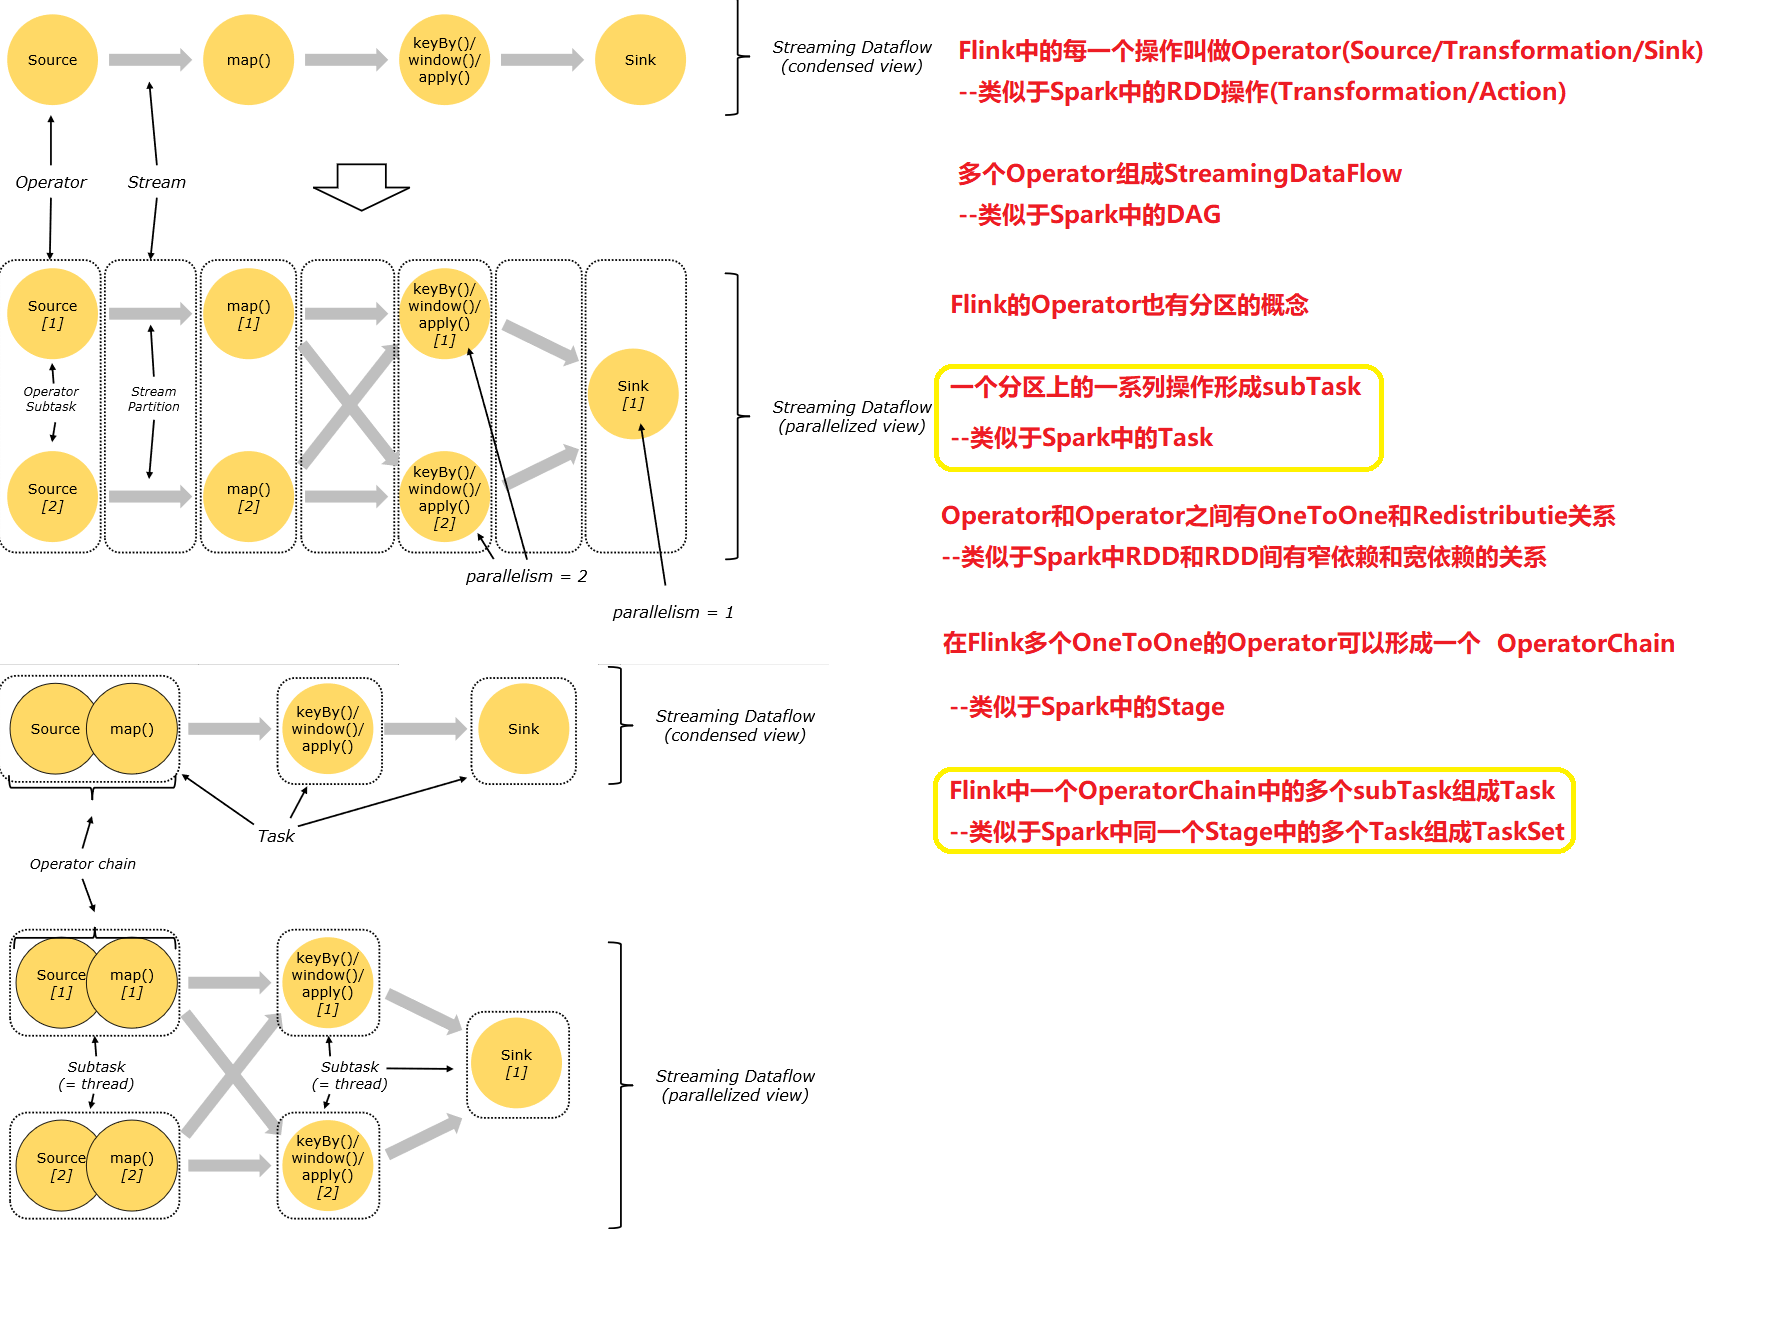 Source
map()
keyBy()/
window()/
apply()
Sink
Streaming Dataflow
(condensed view)
Operator
Stream
Source
[1]
map()
[1]
keyBy()/
window()/
apply()
[1]
Operator
Subtask
Stream
Partition
Sink
[1]
Streaming Dataflow
(parallelized view)
Source
[2]
map()
[2]
keyBy()/
window()/
apply()
[2]
parallelism = 2
parallelism = 1
Source
map()
keyBy()/
window()/
apply()
Sink
Streaming Dataflow
(condensed view)
Task
Operator chain
Source
[1]
map()
[1]
keyBy()/
window()/
apply()
[1]
Subtask
(= thread)
Subtask
(= thread)
Sink
[1]
Streaming Dataflow
(parallelized view)
Source
[2]
map()
[2]
keyBy()/
window()/
apply()
[2]
Flink中的每一个操作叫做Operator(Source/Transformation/Sink)
--类似于Spark中的RDD操作(Transformation/Action)
多个Operator组成StreamingDataFlow
--类似于Spark中的DAG
Flink的Operator也有分区的概念
一个分区上的一系列操作形成subTask
--类似于Spark中的Task
Operator和Operator之间有OneToOne和Redistributie关系
--类似于Spark中RDD和RDD间有窄依赖和宽依赖的关系
在Flink多个OneToOne的Operator可以形成一个 OperatorChain
--类似于Spark中的Stage
Flink中一个OperatorChain中的多个subTask组成Task
--类似于Spark中同一个Stage中的多个Task组成TaskSet